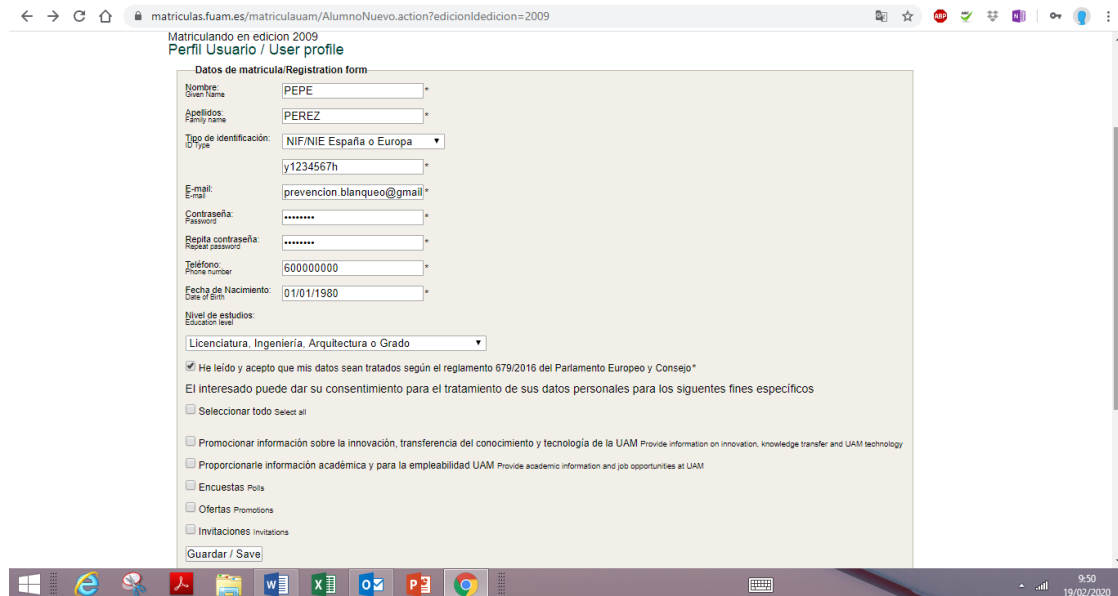 matriculas.fuam.es/matriculauam/AlumnoNuevo.action?edicionIdedicion=2009
ABP
N
Matriculando en edicion 2009
Perfil Usuario / User profile
Datos de matricula/Registration form
Nombre:
Given Name
PEPE
*
Apellidos:
Family name
PEREZ
*
Tipo de identificación:
ID Type
NIF/NIE España o Europa
y1234567h
*
E-mail:
E-mail
prevencion.blanqueo@gmail
*
Contraseña:
Password
••••••••
*
Repita contraseña:
Repeat password
••••••••
*
Teléfono:
Phone number
600000000
*
Fecha de Nacimiento:
Date of Birth
01/01/1980
*
Nivel de estudios:
Education level
Licenciatura, Ingeniería, Arquitectura o Grado
He leído y acepto que mis datos sean tratados según el reglamento 679/2016 del Parlamento Europeo y Consejo*
El interesado puede dar su consentimiento para el tratamiento de sus datos personales para los siguentes fines específicos
Seleccionar todo Select all
Promocionar información sobre la innovación, transferencia del conocimiento y tecnología de la UAM Provide information on innovation, knowledge transfer and UAM technology
Proporcionarle información académica y para la empleabilidad UAM Provide academic information and job opportunities at UAM
Encuestas Polls
Ofertas Promotions
Invitaciones Invitations
Guardar / Save
9:50
19/02/2020